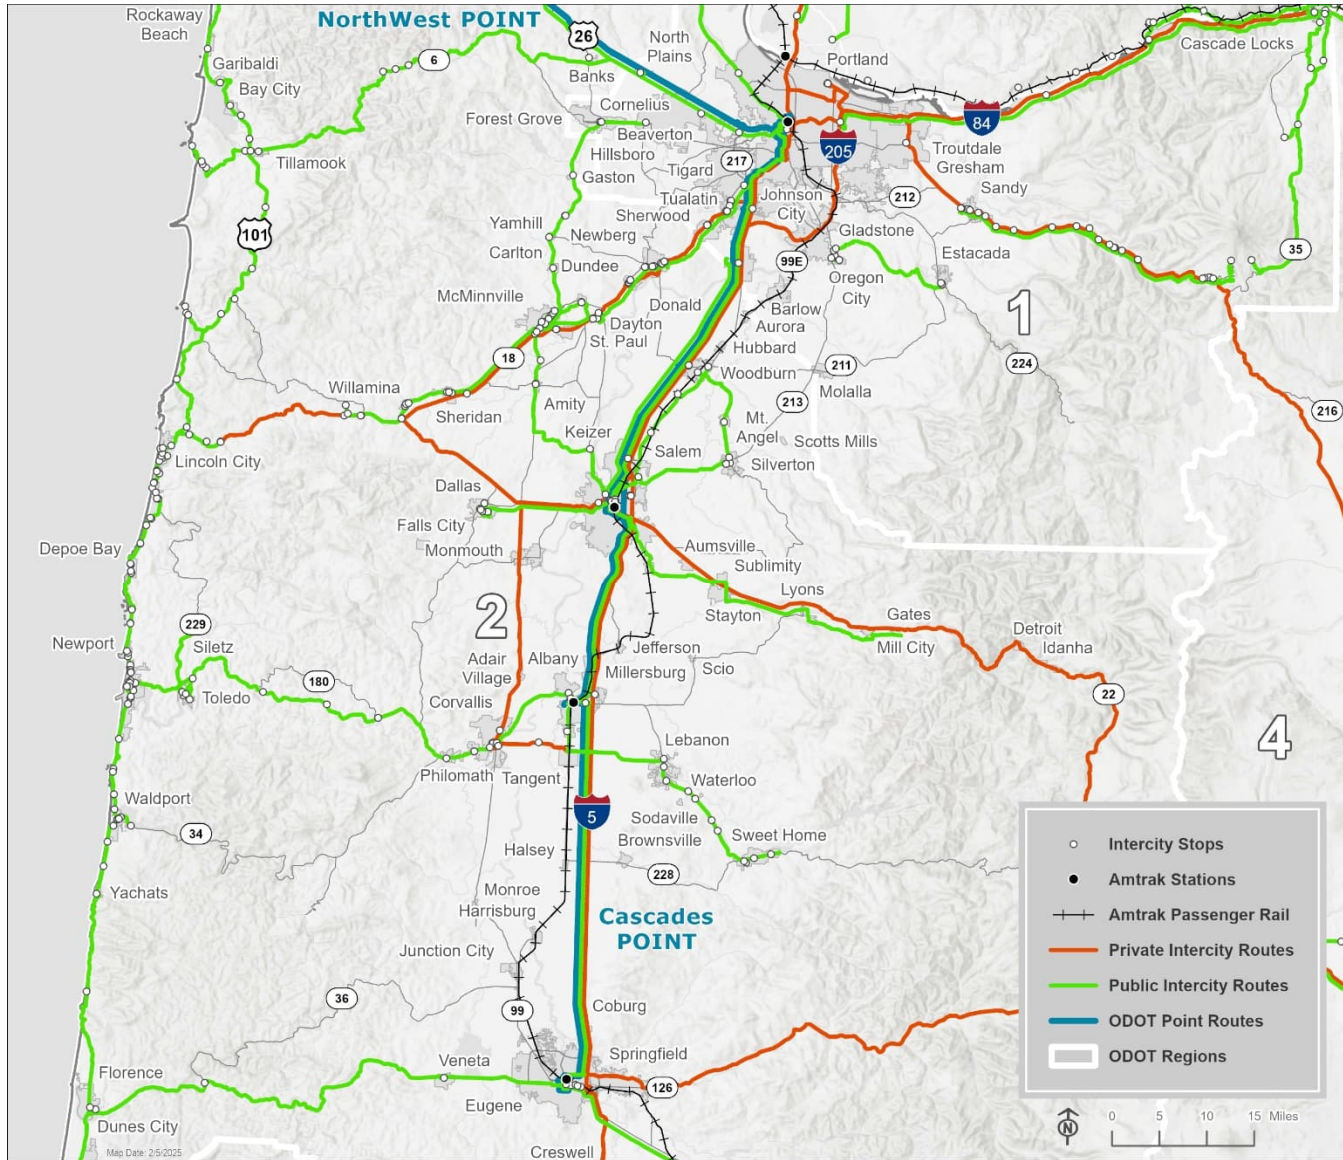 Rockaway
Beach
NorthWest POINT
26
North
Plains
Portland
Cascade Locks
Garibaldi
6
Banks
Bay City
Cornelius
84
Forest Grove
Beaverton
205
Tillamook
Hillsboro
217
Troutdale
Gaston
Tigard
Gresham
Tualatin
Johnson
City
Sandy
212
Yamhill
Sherwood
101
Newberg
Gladstone
35
Carlton
99E
Estacada
Dundee
Oregon
City
McMinnville
Donald
Barlow
1
Dayton
Aurora
St. Paul
Hubbard
18
Woodburn
211
224
Willamina
Molalla
Sheridan
Amity
213
216
Mt.
Angel
Keizer
Scotts Mills
Salem
Lincoln City
Silverton
Dallas
Falls City
Depoe Bay
Monmouth
Aumsville
Sublimity
Lyons
2
229
Stayton
Gates
Newport
Siletz
Jefferson
Mill City
Detroit
Idanha
Adair
Village
Albany
Millersburg
Scio
180
Toledo
Corvallis
22
4
Lebanon
Philomath
Tangent
Waterloo
Waldport
5
Sodaville
34
Brownsville
Sweet Home
Halsey
228
Yachats
Monroe
Harrisburg
Cascades
POINT
Junction City
36
99
Coburg
Veneta
Springfield
Florence
126
Eugene
Dunes City
Creswell
Map Date: 2/5/2025
Intercity Stops
Amtrak Stations
Amtrak Passenger Rail
Private Intercity Routes
Public Intercity Routes
ODOT Point Routes
ODOT Regions
N
0 5 10 15 Miles